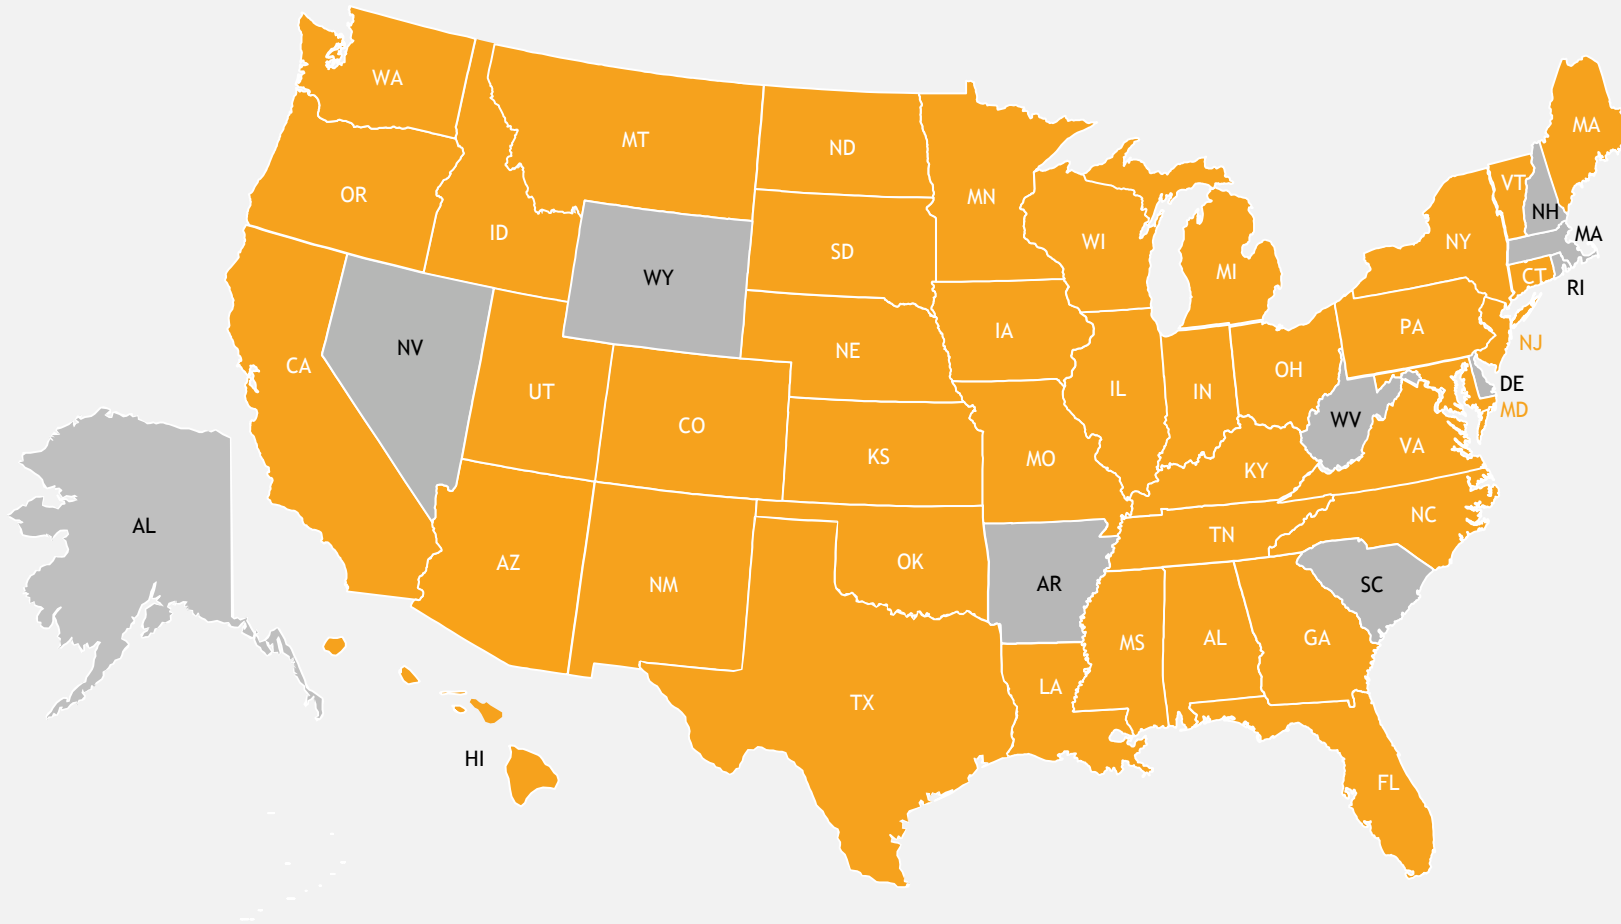 WA
MT
ND
MN
MA
OR
ID
SD
WI
MI
NY
VT
NH
MA
WY
CT
RI
IA
PA
NJ
CA
NV
UT
CO
NE
IL
IN
OH
DE
MD
WV
VA
KS
MO
KY
AL
AZ
NM
OK
AR
TN
NC
SC
MS
AL
GA
LA
TX
HI
FL